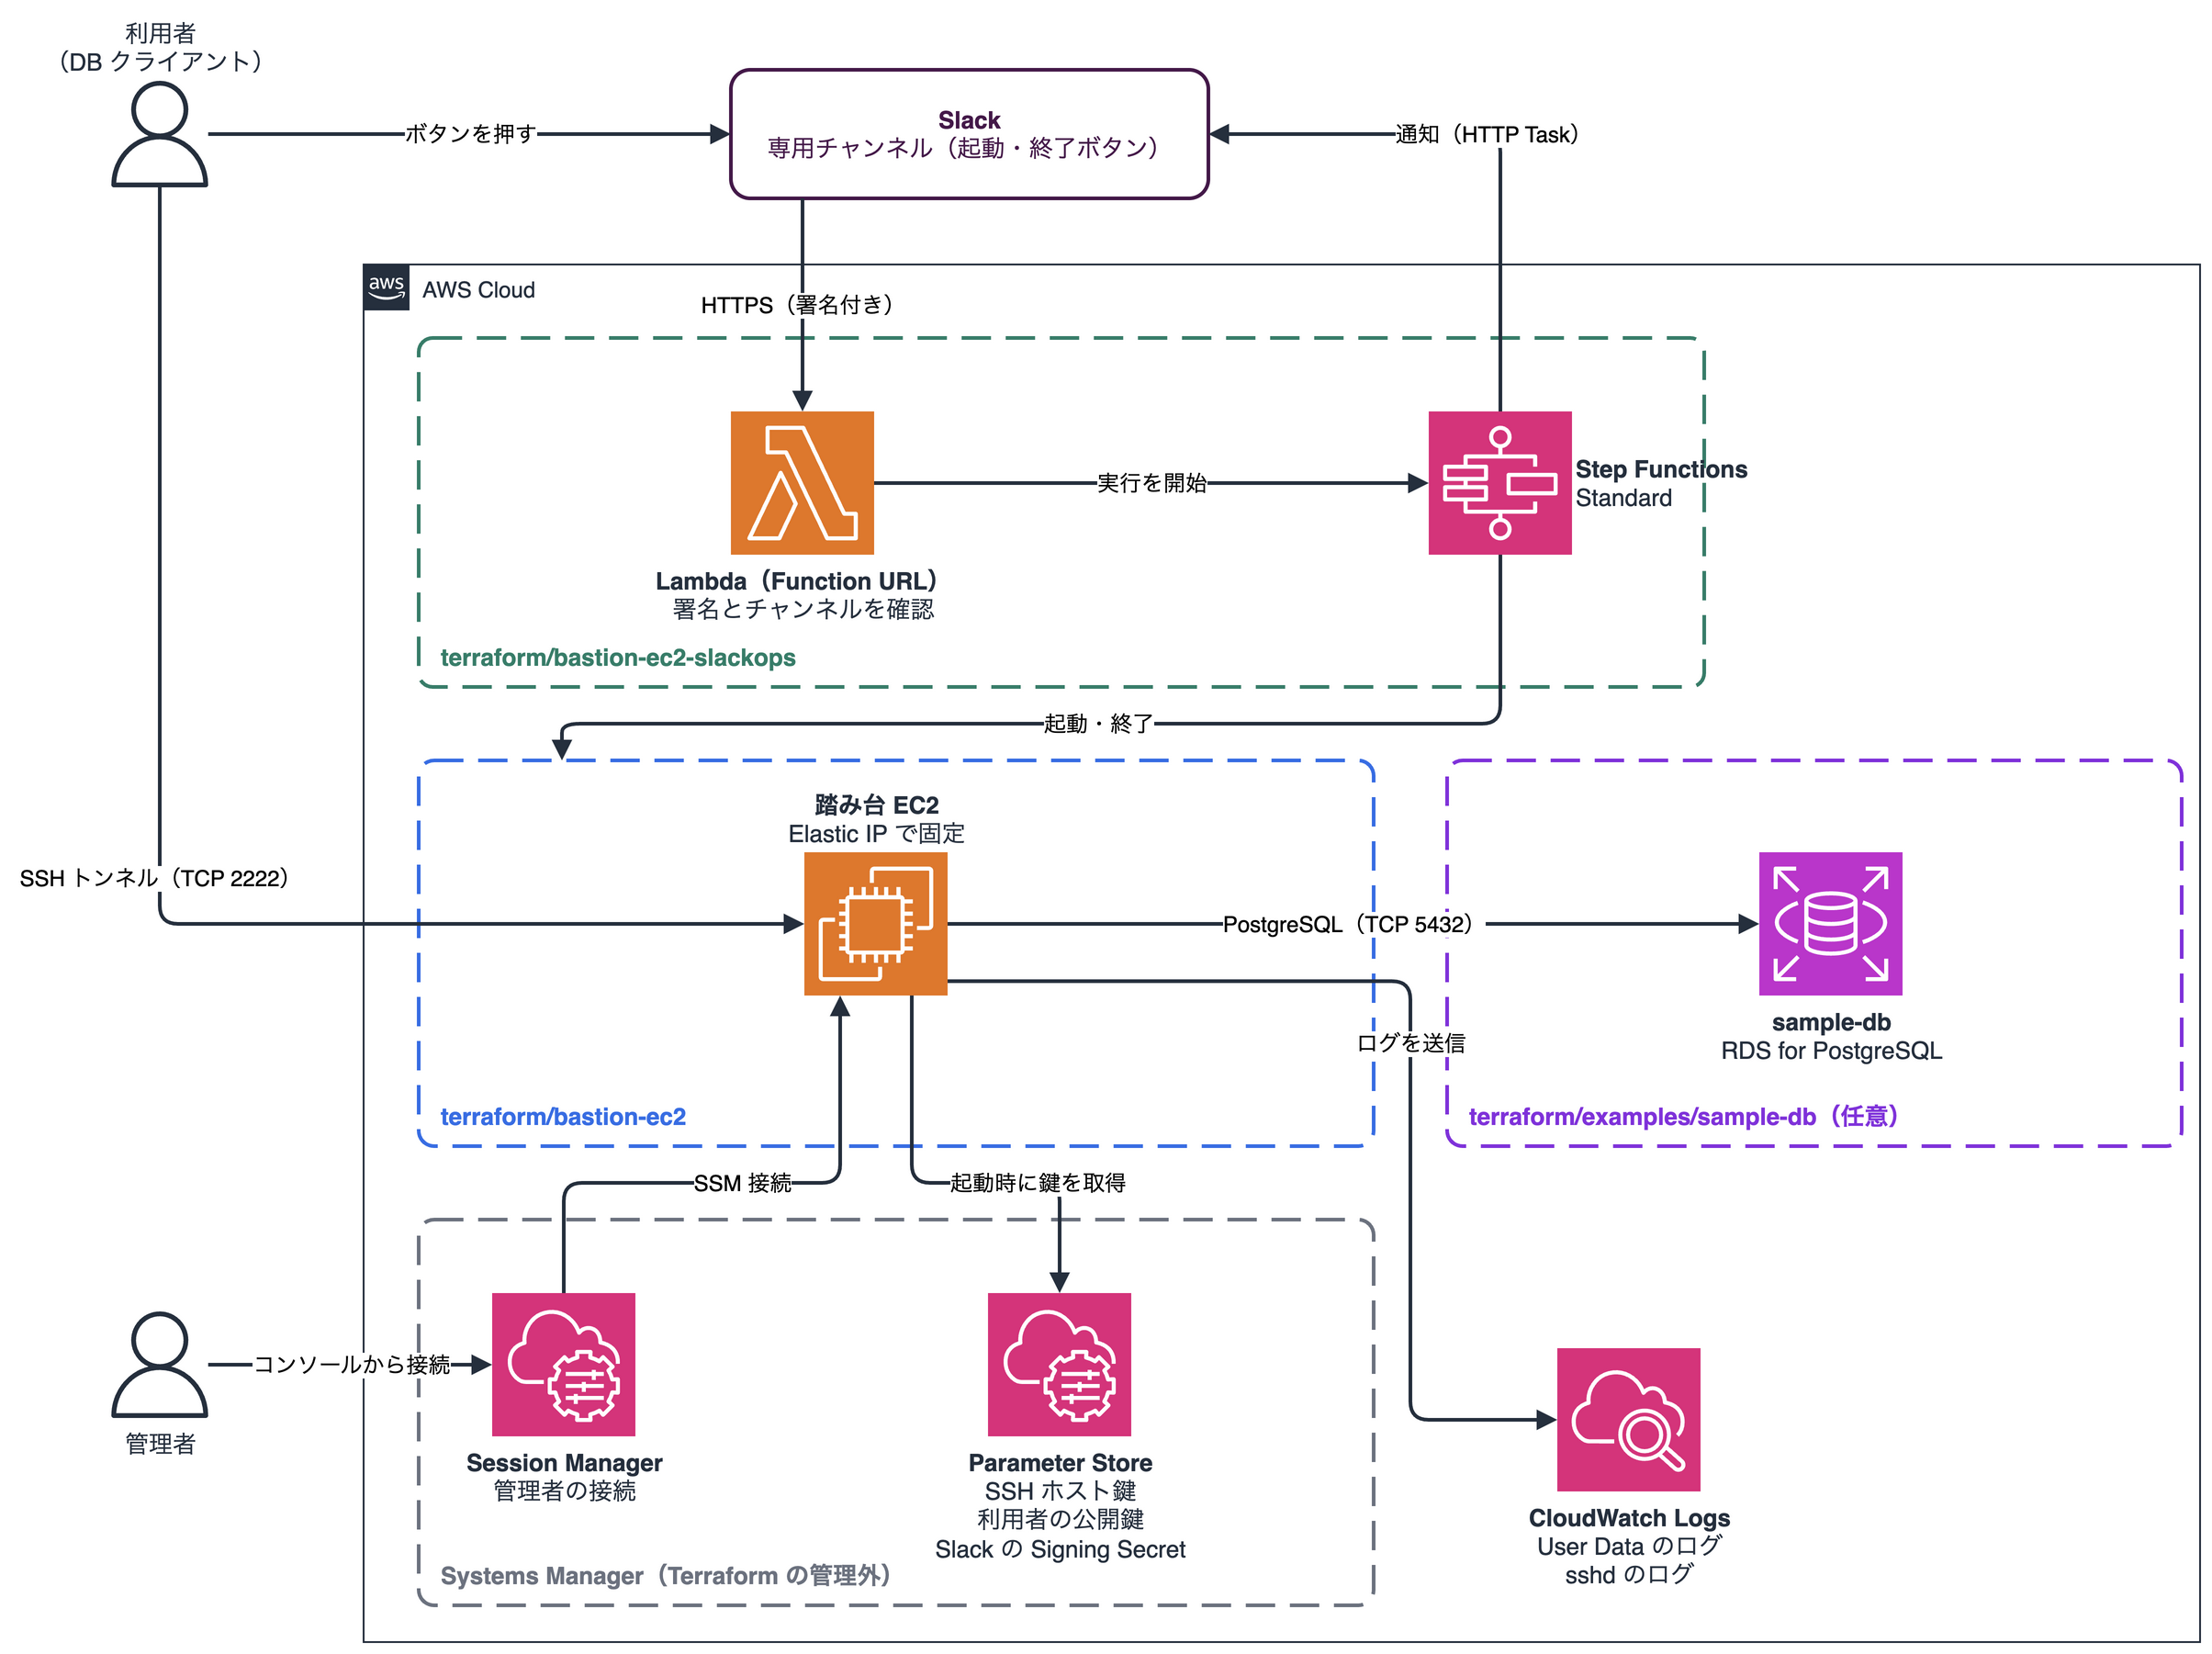 利用者
（DB クライアント）
ボタンを押す
Slack
専用チャンネル（起動・終了ボタン）
通知（HTTP Task）
aws
AWS Cloud
HTTPS（署名付き）
実行を開始
Step Functions
Standard
Lambda（Function URL）
署名とチャンネルを確認
terraform/bastion-ec2-slackops
起動・終了
踏み台 EC2
Elastic IP で固定
SSH トンネル（TCP 2222）
PostgreSQL（TCP 5432）
sample-db
RDS for PostgreSQL
ログを送信
terraform/bastion-ec2
terraform/examples/sample-db（任意）
SSM 接続
起動時に鍵を取得
コンソールから接続
管理者
Session Manager
管理者の接続
Parameter Store
SSH ホスト鍵
利用者の公開鍵
Slack の Signing Secret
CloudWatch Logs
User Data のログ
sshd のログ
Systems Manager（Terraform の管理外）